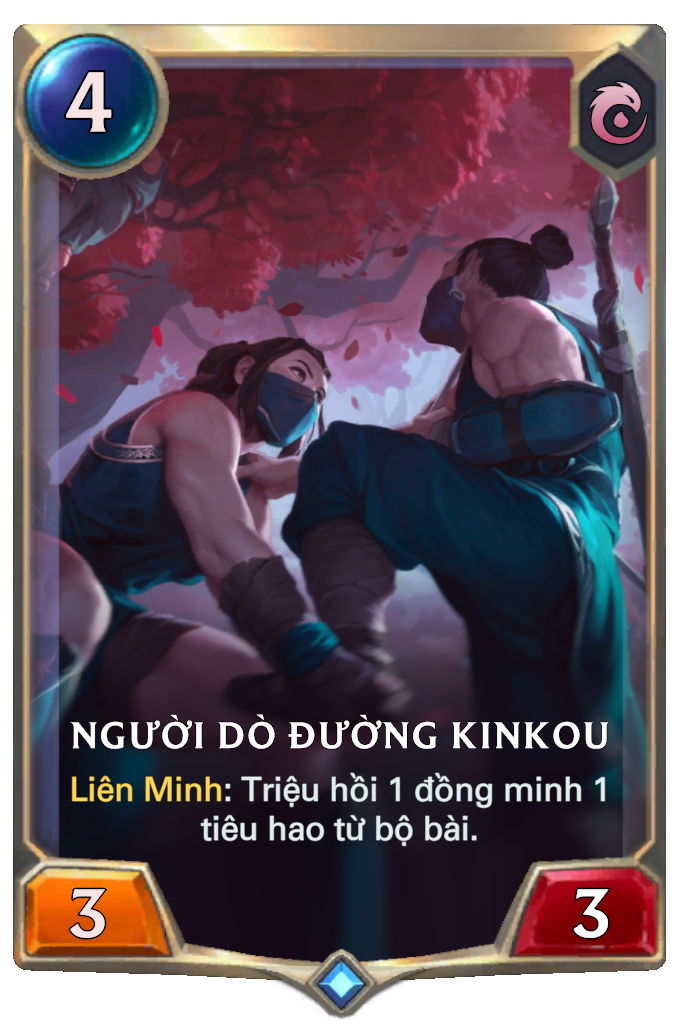 4
NGƯỜI DÒ ĐƯỜNG KINKOU
Liên Minh: Triệu hồi 1 đồng minh 1
tiêu hao từ bộ bài.
3
3